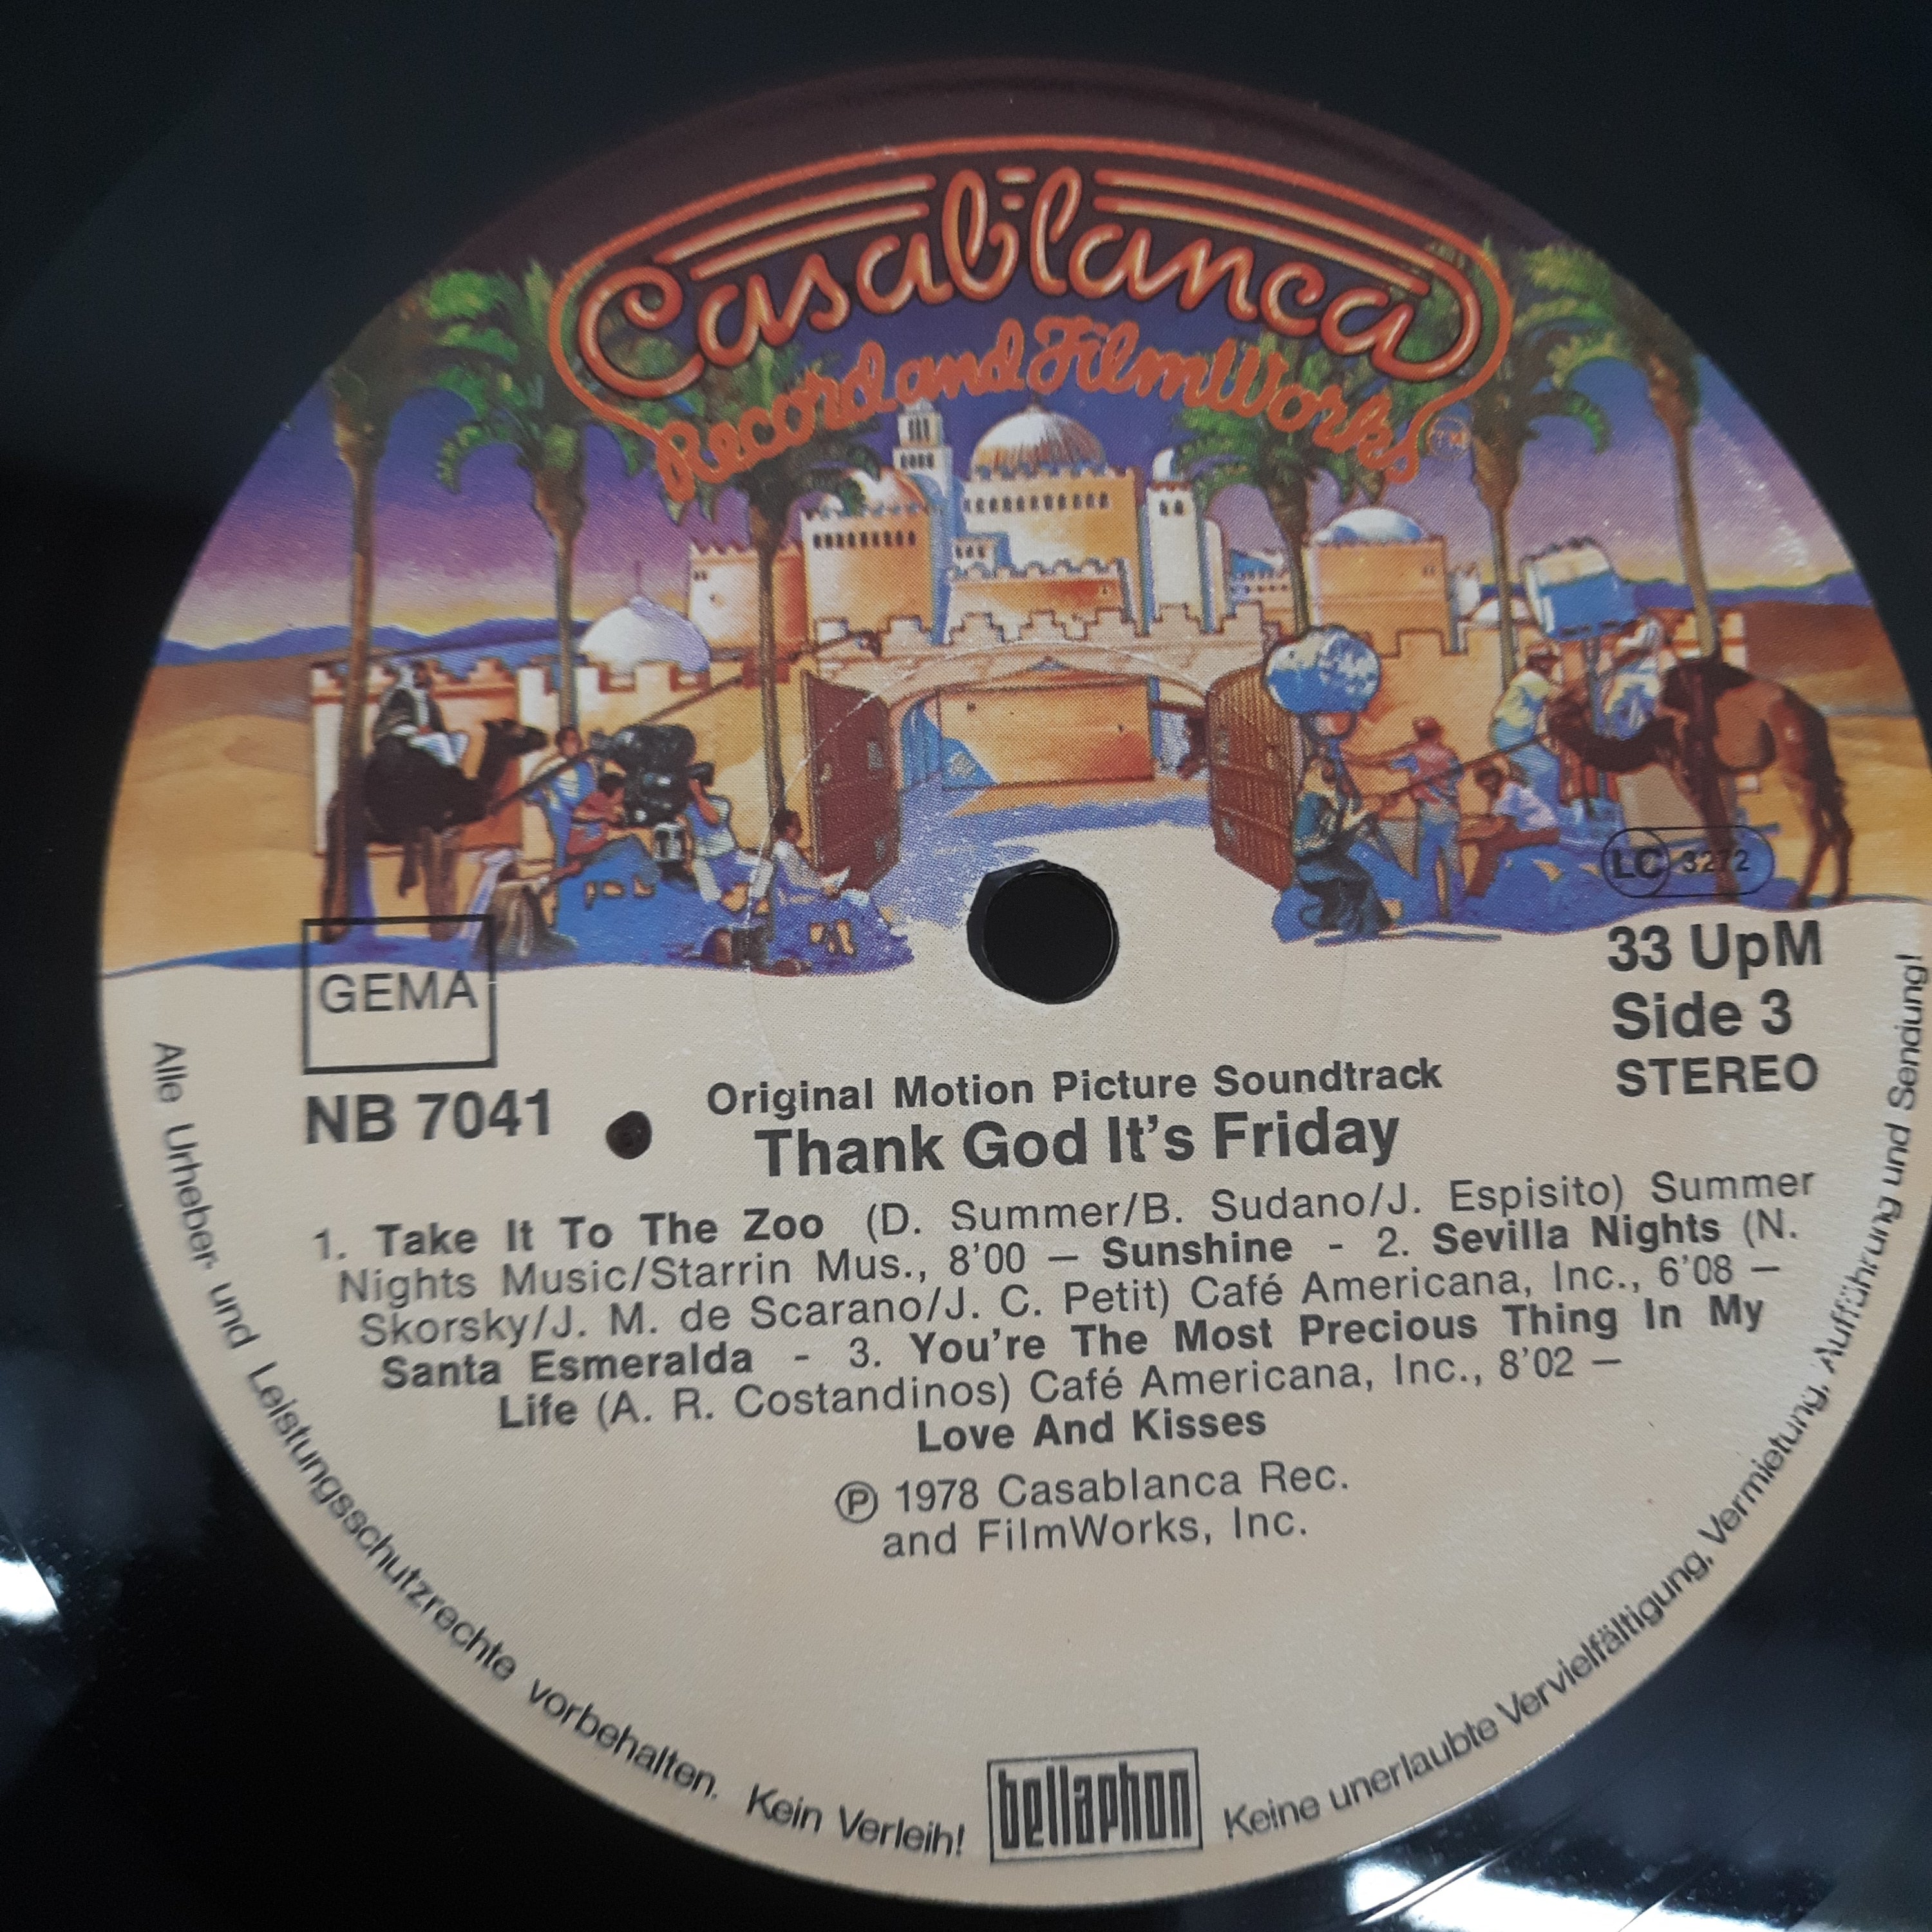 Casablanca
Record and FilmWorks
TM
LC 3272
GEMA
33 UpM
Side 3
STEREO
NB 7041
Original Motion Picture Soundtrack
Thank God It's Friday
1. Take It To The Zoo (D. Summer/B. Sudano/J. Espisito) Summer
Nights Music/Starrin Mus., 8'00 — Sunshine - 2. Sevilla Nights (N.
Skorsky/J. M. de Scarano/J. C. Petit) Café Americana, Inc., 6'08 —
Santa Esmeralda - 3. You're The Most Precious Thing In My
Life (A. R. Costandinos) Café Americana, Inc., 8'02 —
Love And Kisses
℗ 1978 Casablanca Rec.
and FilmWorks, Inc.
Alle Urheber- und Leistungsschutzrechte vorbehalten. Kein Verleih!
bellaphon
Keine unerlaubte Vervielfältigung, Vermietung, Aufführung und Sendung!